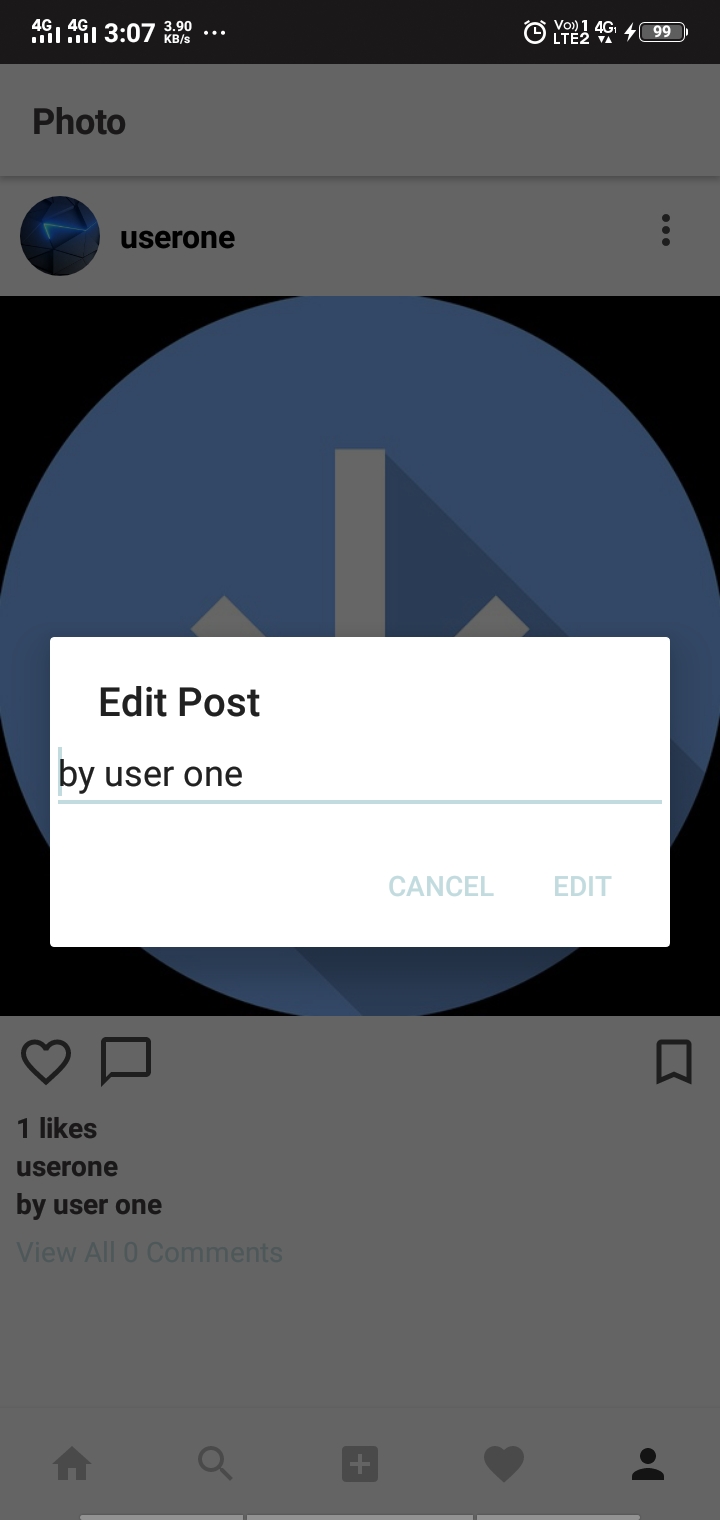 4G 4G 3:07 3.90 KB/s ... Vo)) 1 LTE2 4G 99
Photo
userone
Edit Post
by user one
CANCEL EDIT
1 likes
userone
by user one
View All 0 Comments